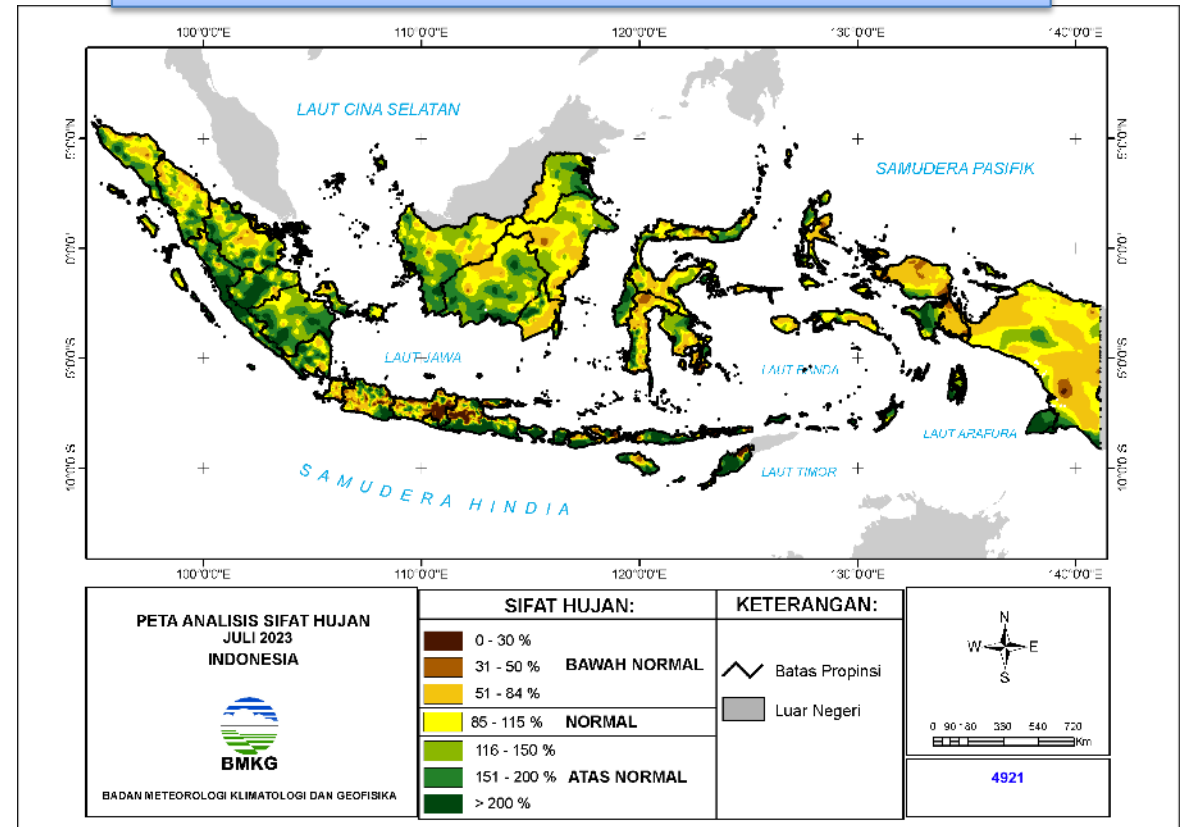 100°0'0"E 110°0'0"E 120°0'0"E 130°0'0"E 140°0'0"E
LAUT CINA SELATAN
5°0'0"N 5°0'0"N
SAMUDERA PASIFIK
0°0'0" 0°0'0"
LAUT JAWA
5°0'0"S 5°0'0"S
LAUT BANDA
LAUT ARAFURA
10°0'0"S 10°0'0"S
LAUT TIMOR
SAMUDERA HINDIA
100°0'0"E 110°0'0"E 120°0'0"E 130°0'0"E 140°0'0"E
PETA ANALISIS SIFAT HUJAN
JULI 2023
INDONESIA
BMKG
BADAN METEOROLOGI KLIMATOLOGI DAN GEOFISIKA
SIFAT HUJAN:
0 - 30 %
31 - 50 % BAWAH NORMAL
51 - 84 %
85 - 115 % NORMAL
116 - 150 %
151 - 200 % ATAS NORMAL
> 200 %
KETERANGAN:
Batas Propinsi
Luar Negeri
N
W E
S
0 90 180 360 540 720
Km
4921